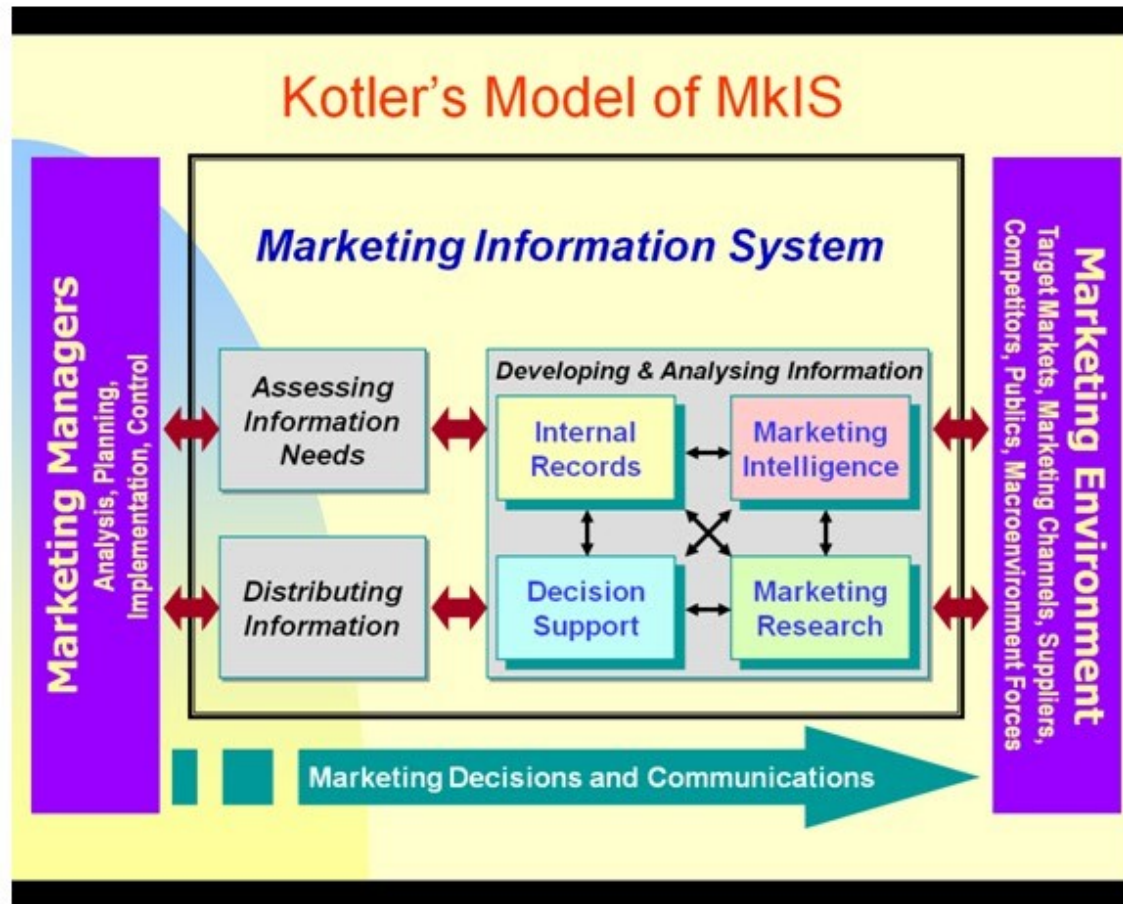 Kotler's Model of MkIS
Marketing Managers
Analysis, Planning,
Implementation, Control
Marketing Information System
Assessing
Information
Needs
Distributing
Information
Developing & Analysing Information
Internal
Records
Marketing
Intelligence
Decision
Support
Marketing
Research
Marketing Environment
Target Markets, Marketing Channels, Suppliers,
Competitors, Publics, Macroenvironment Forces
Marketing Decisions and Communications